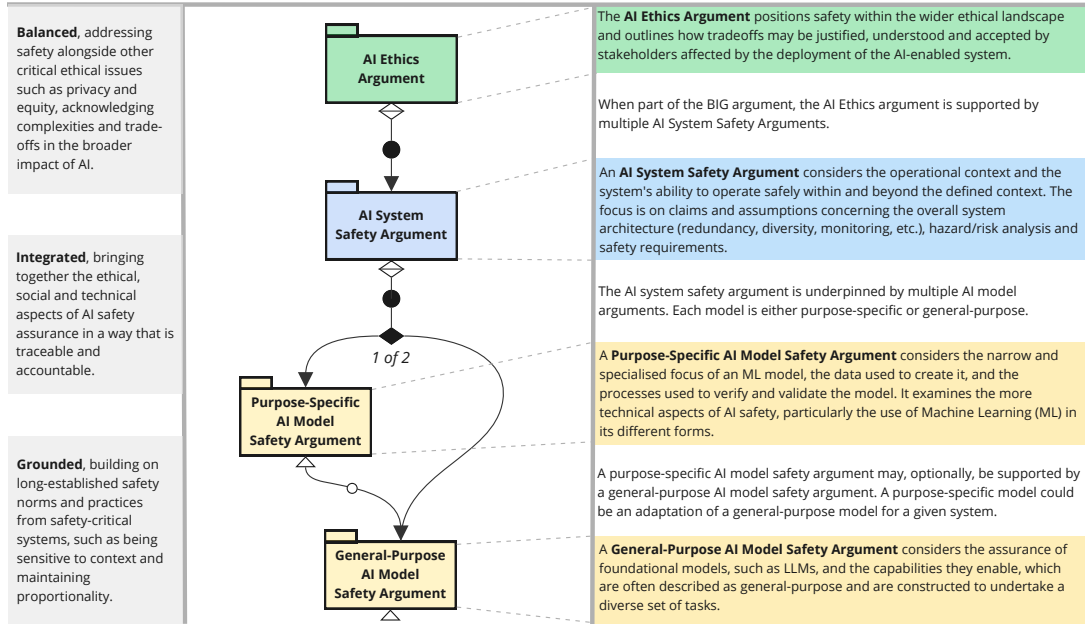 Balanced, addressing
safety alongside other
critical ethical issues
such as privacy and
equity, acknowledging
complexities and trade-
offs in the broader
impact of AI.
Integrated, bringing
together the ethical,
social and technical
aspects of AI safety
assurance in a way that is
traceable and
accountable.
Grounded, building on
long-established safety
norms and practices
from safety-critical
systems, such as being
sensitive to context and
maintaining
proportionality.
AI Ethics
Argument
AI System
Safety Argument
1 of 2
Purpose-Specific
AI Model
Safety Argument
General-Purpose
AI Model
Safety Argument
The AI Ethics Argument positions safety within the wider ethical landscape
and outlines how tradeoffs may be justified, understood and accepted by
stakeholders affected by the deployment of the AI-enabled system.
When part of the BIG argument, the AI Ethics argument is supported by
multiple AI System Safety Arguments.
An AI System Safety Argument considers the operational context and the
system's ability to operate safely within and beyond the defined context. The
focus is on claims and assumptions concerning the overall system
architecture (redundancy, diversity, monitoring, etc.), hazard/risk analysis and
safety requirements.
The AI system safety argument is underpinned by multiple AI model
arguments. Each model is either purpose-specific or general-purpose.
A Purpose-Specific AI Model Safety Argument considers the narrow and
specialised focus of an ML model, the data used to create it, and the
processes used to verify and validate the model. It examines the more
technical aspects of AI safety, particularly the use of Machine Learning (ML) in
its different forms.
A purpose-specific AI model safety argument may, optionally, be supported by
a general-purpose AI model safety argument. A purpose-specific model could
be an adaptation of a general-purpose model for a given system.
A General-Purpose AI Model Safety Argument considers the assurance of
foundational models, such as LLMs, and the capabilities they enable, which
are often described as general-purpose and are constructed to undertake a
diverse set of tasks.